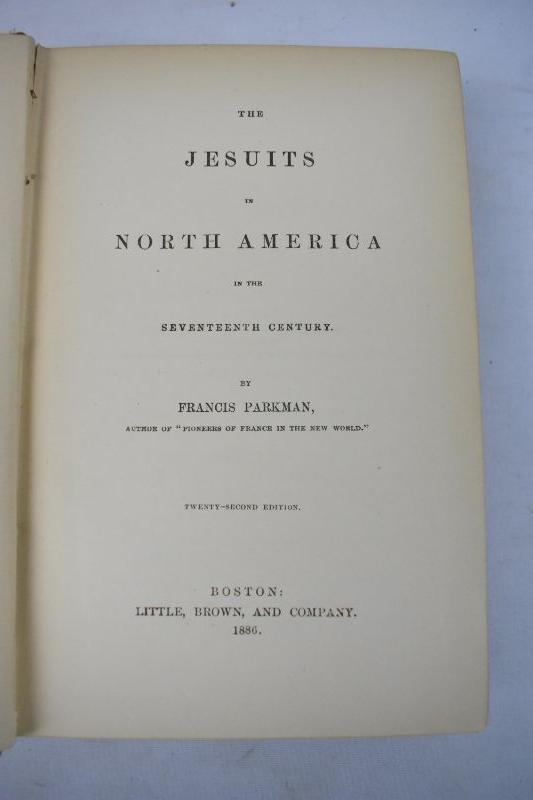 THE
JESUITS
IN
NORTH AMERICA
IN THE
SEVENTEENTH CENTURY.
BY
FRANCIS PARKMAN,
AUTHOR OF "PIONEERS OF FRANCE IN THE NEW WORLD."
TWENTY-SECOND EDITION.
BOSTON:
LITTLE, BROWN, AND COMPANY.
1886.